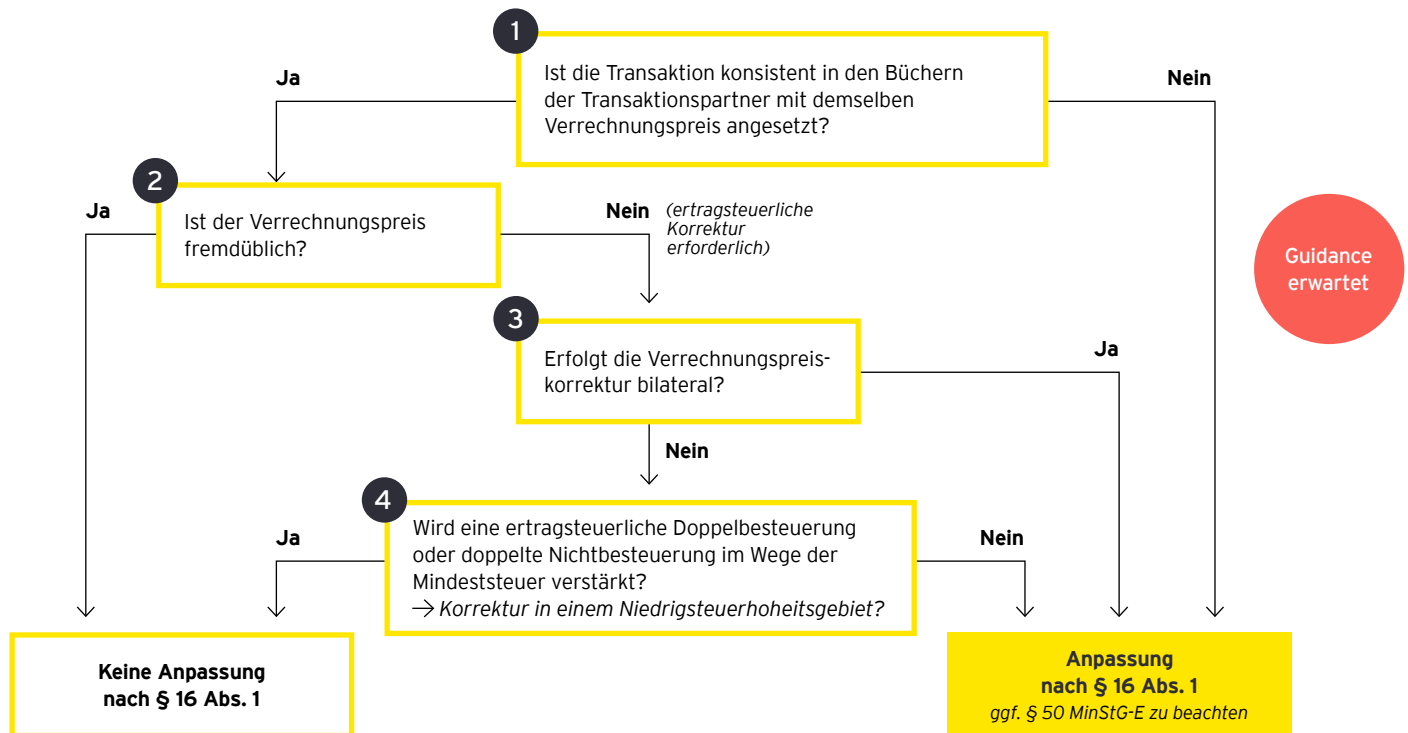 1
Ist die Transaktion konsistent in den Büchern
der Transaktionspartner mit demselben
Verrechnungspreis angesetzt?
Ja
Nein
2
Ist der Verrechnungspreis
fremdüblich?
Ja
Nein (ertragsteuerliche
Korrektur
erforderlich)
Guidance
erwartet
3
Erfolgt die Verrechnungspreis-
korrektur bilateral?
Ja
Nein
4
Wird eine ertragsteuerliche Doppelbesteuerung
oder doppelte Nichtbesteuerung im Wege der
Mindeststeuer verstärkt?
→ Korrektur in einem Niedrigsteuerhoheitsgebiet?
Ja
Nein
Keine Anpassung
nach § 16 Abs. 1
Anpassung
nach § 16 Abs. 1
ggf. § 50 MinStG-E zu beachten